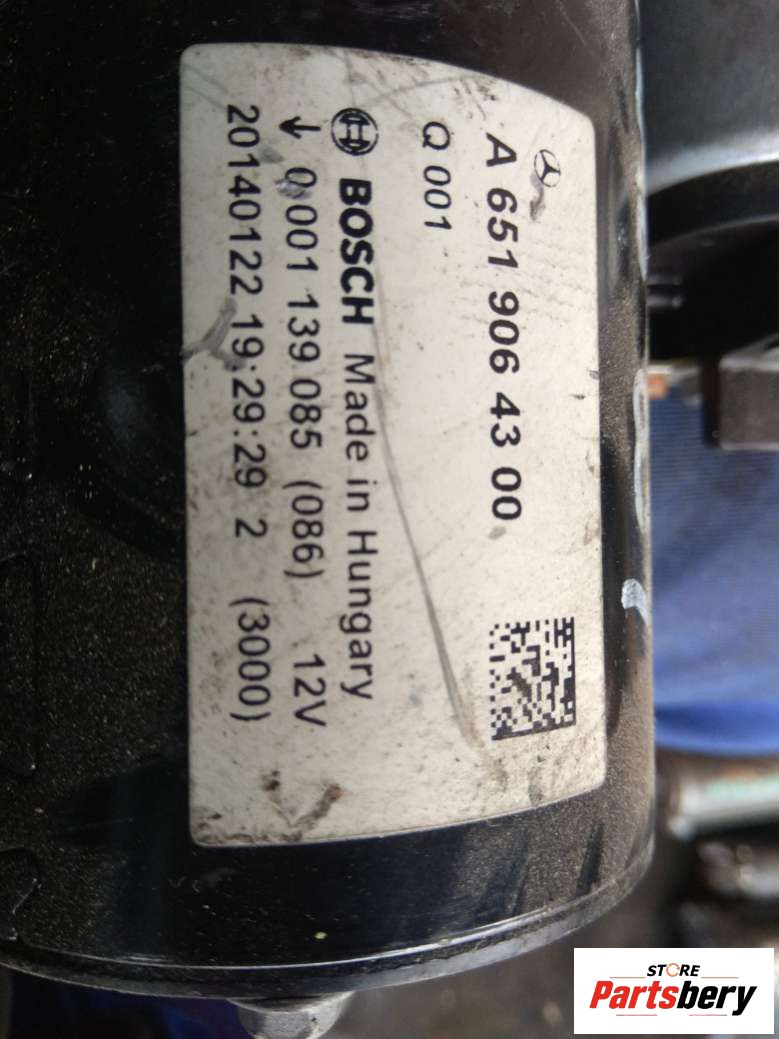 A 651 906 43 00
Q 001
BOSCH Made in Hungary
0 001 139 085 (086) 12V
20140122 19:29:29 2 (3000)
STORE
Partsbery